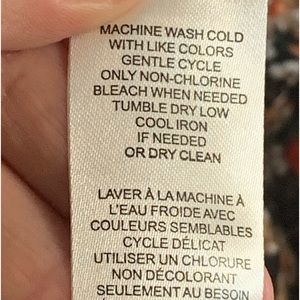 MACHINE WASH COLD
WITH LIKE COLORS
GENTLE CYCLE
ONLY NON-CHLORINE
BLEACH WHEN NEEDED
TUMBLE DRY LOW
COOL IRON
IF NEEDED
OR DRY CLEAN
LAVER À LA MACHINE À
L'EAU FROIDE AVEC
COULEURS SEMBLABLES
CYCLE DÉLICAT
UTILISER UN CHLORURE
NON DÉCOLORANT
SEULEMENT AU BESOIN